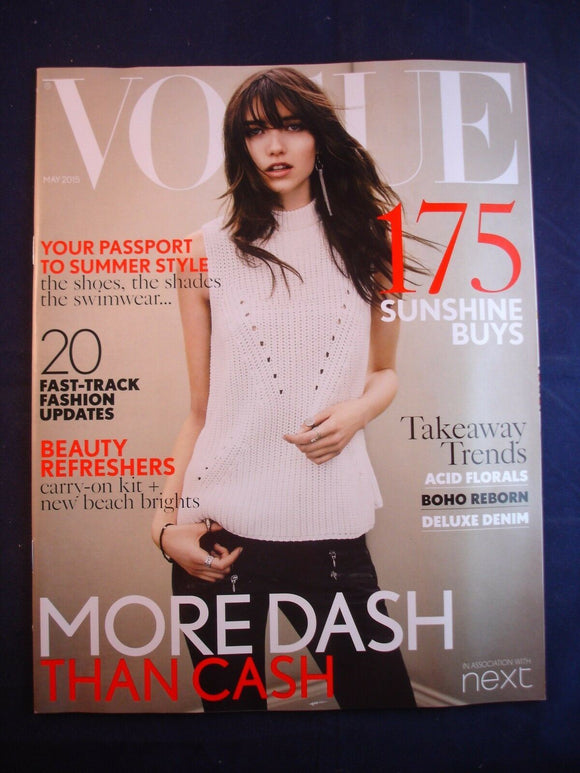 VOGUE
MAY 2015
YOUR PASSPORT
TO SUMMER STYLE
the shoes, the shades
the swimwear...
175
SUNSHINE
BUYS
20
FAST-TRACK
FASHION
UPDATES
BEAUTY
REFRESHERS
carry-on kit +
new beach brights
Takeaway
Trends
ACID FLORALS
BOHO REBORN
DELUXE DENIM
MORE DASH
THAN CASH
IN ASSOCIATION WITH
next